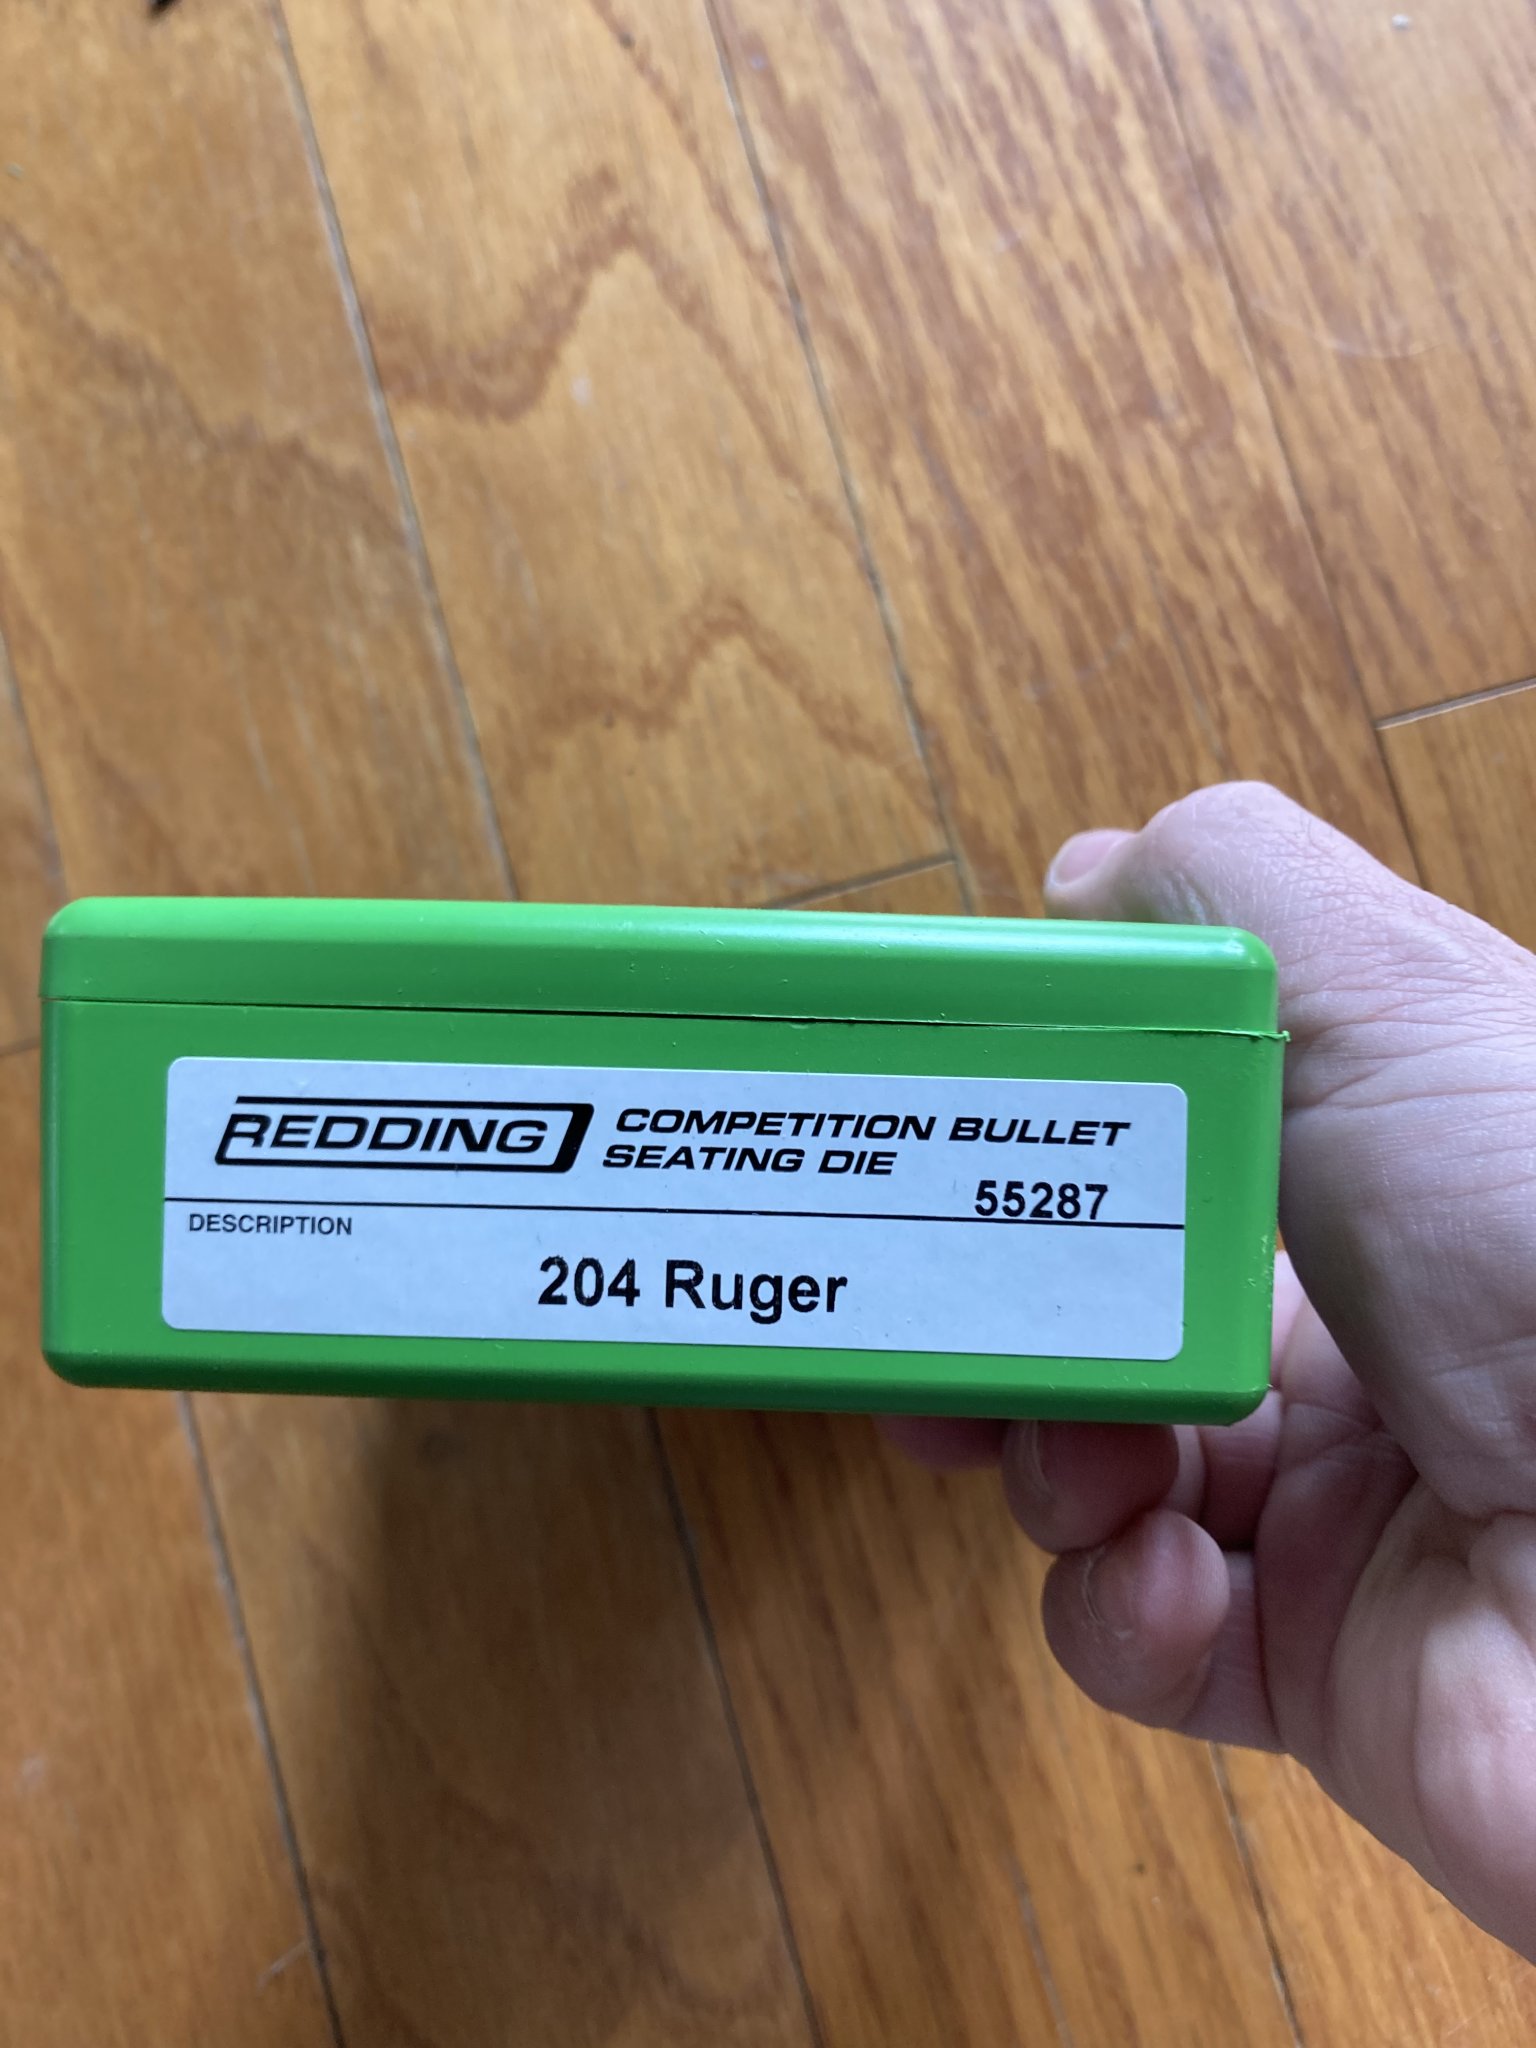 REDDING COMPETITION BULLET
SEATING DIE
55287
DESCRIPTION
204 Ruger